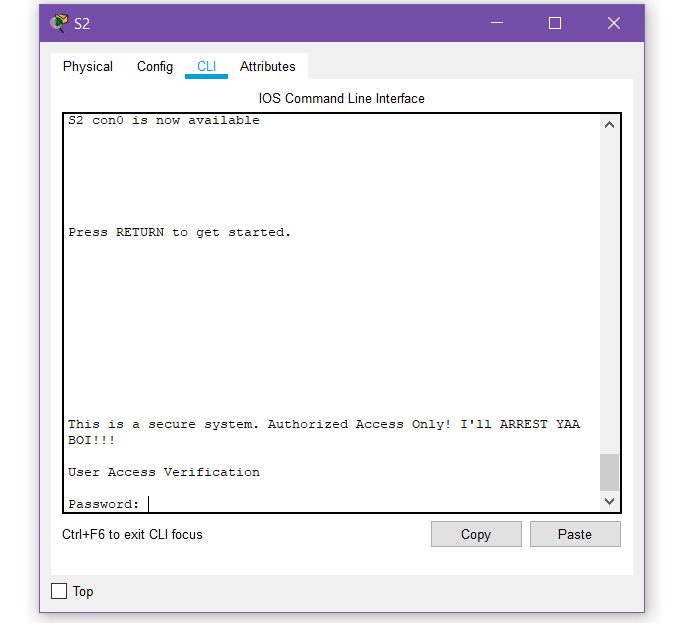 S2
Physical Config CLI Attributes
IOS Command Line Interface
S2 con0 is now available
Press RETURN to get started.
This is a secure system. Authorized Access Only! I'll ARREST YAA
BOI!!!
User Access Verification
Password:
Ctrl+F6 to exit CLI focus
Copy Paste
Top